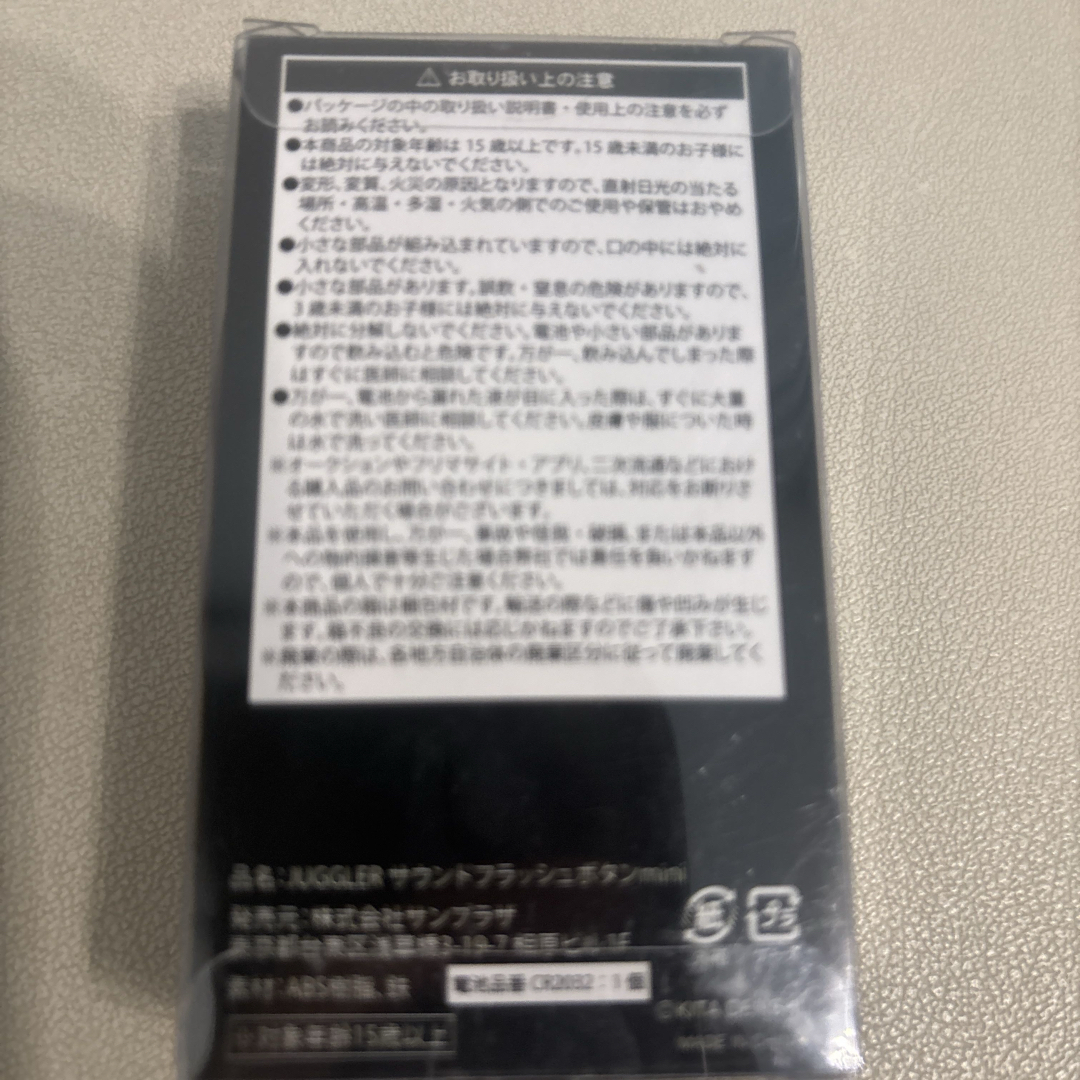 ⚠ お取り扱い上の注意
●パッケージの中の取り扱い説明書・使用上の注意を必ず
お読みください。
●本商品の対象年齢は15歳以上です。15歳未満のお子様に
は絶対に与えないでください。
●変形、変質、火災の原因となりますので、直射日光の当たる
場所・高温・多湿・火気の側でのご使用や保管はおやめ
ください。
●小さな部品が組み込まれていますので、口の中には絶対に
入れないでください。
●小さな部品があります。誤飲・窒息の危険がありますので、
3歳未満のお子様には絶対に与えないでください。
●絶対に分解しないでください。電池や小さい部品がありま
すので飲み込むと危険です。万が一、飲み込んでしまった際
はすぐに医師に相談してください。
●万が一、電池から漏れた液が目に入った際は、すぐに大量
の水で洗い医師に相談してください。皮膚や服についた時
は水で洗ってください。
※オークションやフリマサイト・アプリ、二次流通などにおけ
る購入品のお問い合わせにつきましては、対応をお断りさ
せていただく場合がございます。
※本品を使用し、万が一、事故や怪我・破損、または本品以外
への物的損害等生じた場合弊社では責任を負いかねます
ので、個人で十分ご注意ください。
※本商品の箱は梱包材です。輸送の際などに傷や凹みが生じ
ます。箱不良の交換には応じかねますのでご了承下さい。
※廃棄の際は、各地方自治体の廃棄区分に従って廃棄してく
ださい。
品名:JUGGLER サウンドフラッシュボタンmini
発売元:株式会社サンプラザ
東京都台東区浅草橋3-19-7 ビル1F
紙 プラ
素材:ABS樹脂、鉄
電池品番 CR2032:1個
©KITA DENSHI
※対象年齢15歳以上
MADE IN